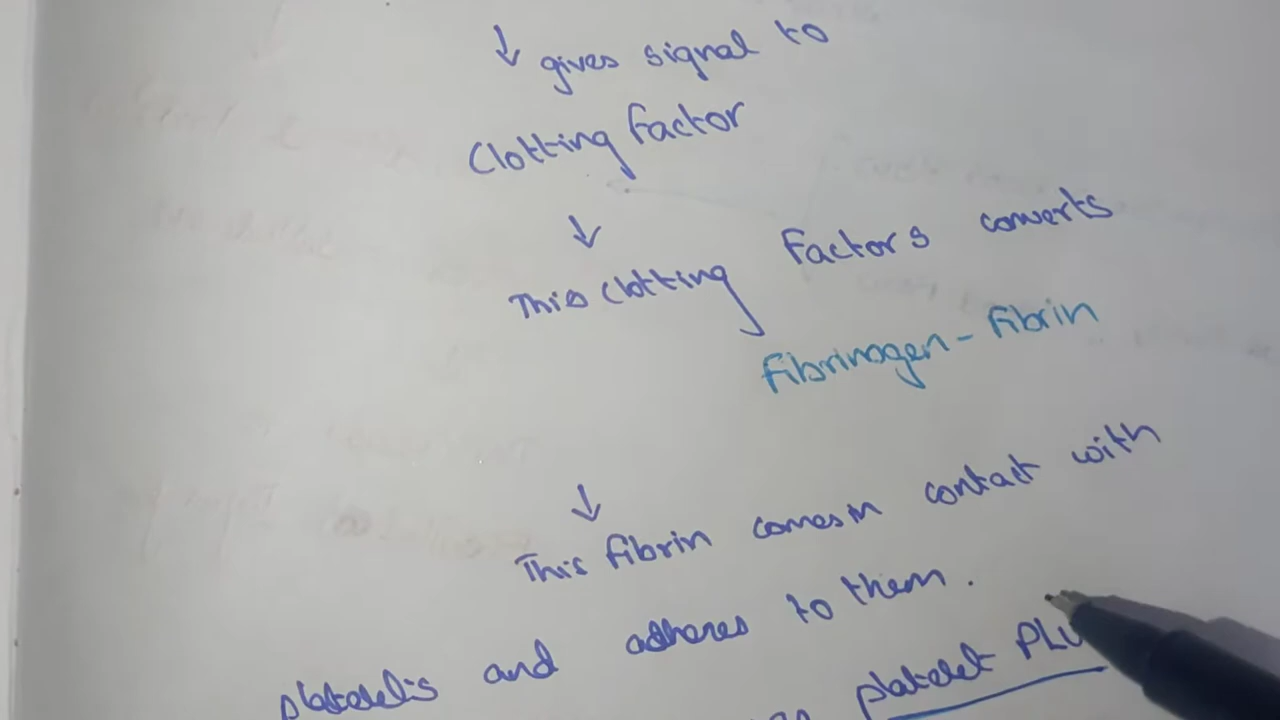 ↓ gives signal to
Clotting factor
↓
This clotting factors converts
fibrinogen - fibrin
↓
This fibrin comes in contact with
platelets and adheres to them.
platelet